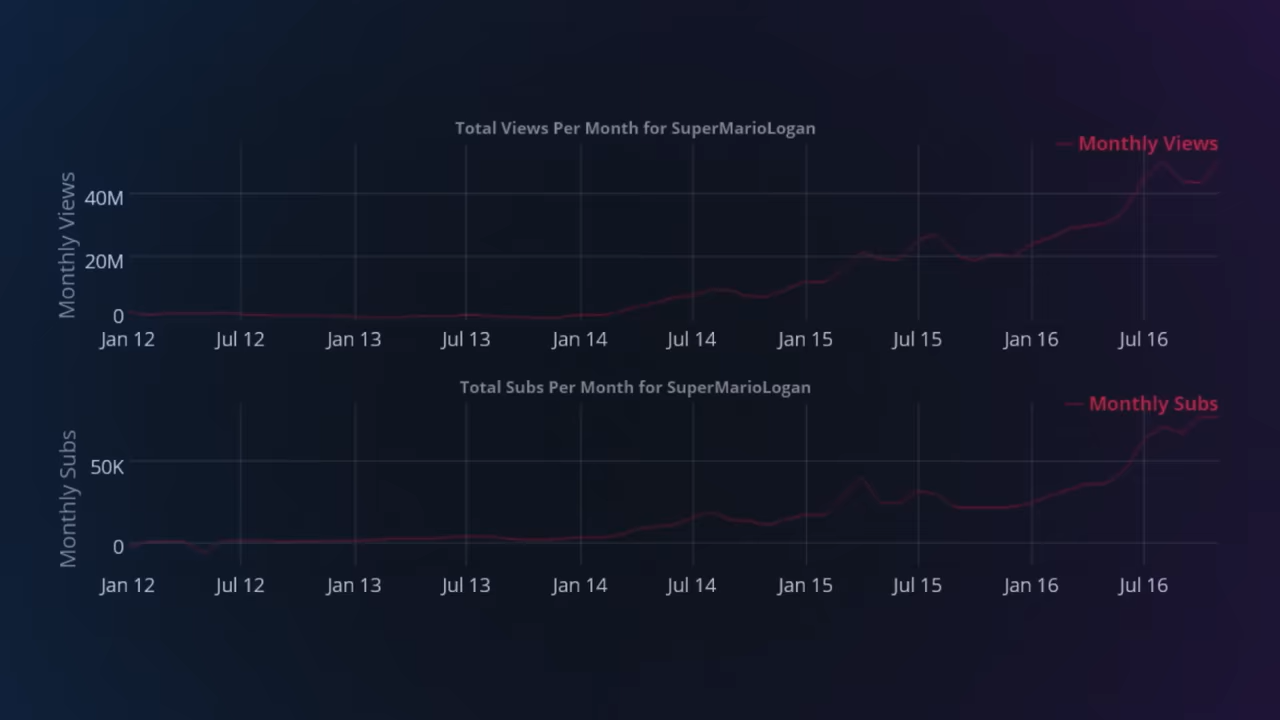 Total Views Per Month for SuperMarioLogan
Monthly Views
Monthly Views
40M
20M
0
Jan 12 Jul 12 Jan 13 Jul 13 Jan 14 Jul 14 Jan 15 Jul 15 Jan 16 Jul 16
Total Subs Per Month for SuperMarioLogan
Monthly Subs
Monthly Subs
50K
0
Jan 12 Jul 12 Jan 13 Jul 13 Jan 14 Jul 14 Jan 15 Jul 15 Jan 16 Jul 16